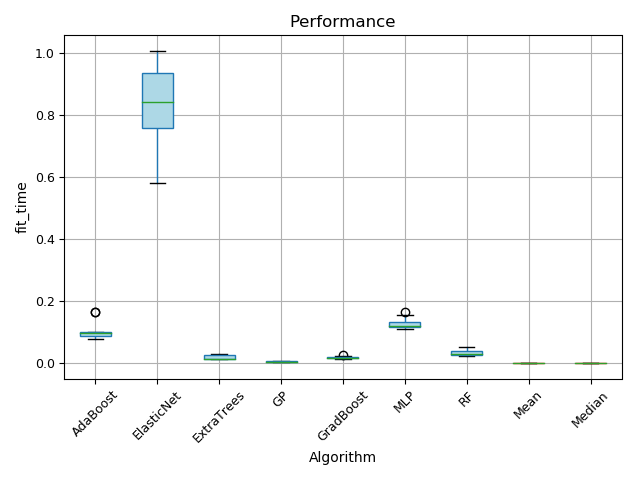 Performance
1.0
0.8
0.6
0.4
0.2
0.0
fit_time
AdaBoost
ElasticNet
ExtraTrees
GP
GradBoost
MLP
RF
Mean
Median
Algorithm